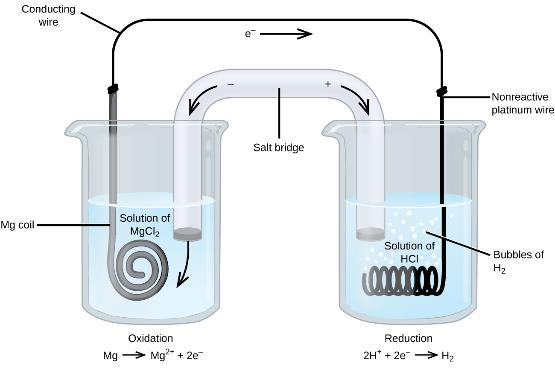 Conducting
wire
e⁻
− +
Nonreactive
platinum wire
Salt bridge
Mg coil
Solution of
MgCl₂
Solution of
HCl
Bubbles of
H₂
Oxidation
Mg ⟶ Mg²⁺ + 2e⁻
Reduction
2H⁺ + 2e⁻ ⟶ H₂